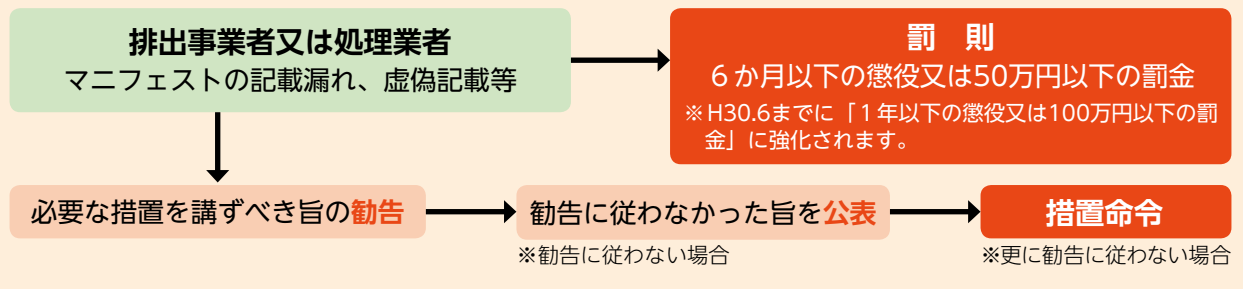 排出事業者又は処理業者
マニフェストの記載漏れ、虚偽記載等
罰　則
６か月以下の懲役又は50万円以下の罰金
※H30.6までに「１年以下の懲役又は100万円以下の罰
金」に強化されます。
必要な措置を講ずべき旨の勧告
勧告に従わなかった旨を公表
※勧告に従わない場合
措置命令
※更に勧告に従わない場合